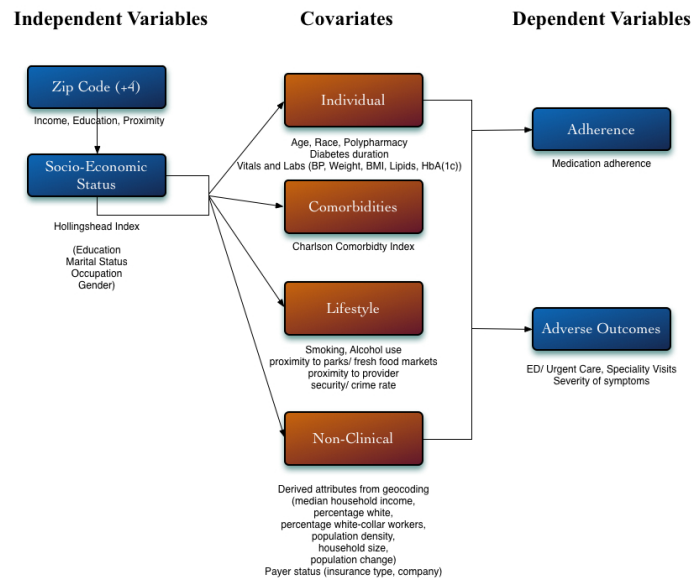 Independent Variables
Covariates
Dependent Variables
Zip Code (+4)
Income, Education, Proximity
Socio-Economic
Status
Hollingshead Index
(Education
Marital Status
Occupation
Gender)
Individual
Age, Race, Polypharmacy
Diabetes duration
Vitals and Labs (BP, Weight, BMI, Lipids, HbA(1c))
Comorbidities
Charlson Comorbidty Index
Lifestyle
Smoking, Alcohol use
proximity to parks/ fresh food markets
proximity to provider
security/ crime rate
Non-Clinical
Derived attributes from geocoding
(median household income,
percentage white,
percentage white-collar workers,
population density,
household size,
population change)
Payer status (insurance type, company)
Adherence
Medication adherence
Adverse Outcomes
ED/ Urgent Care, Speciality Visits
Severity of symptoms